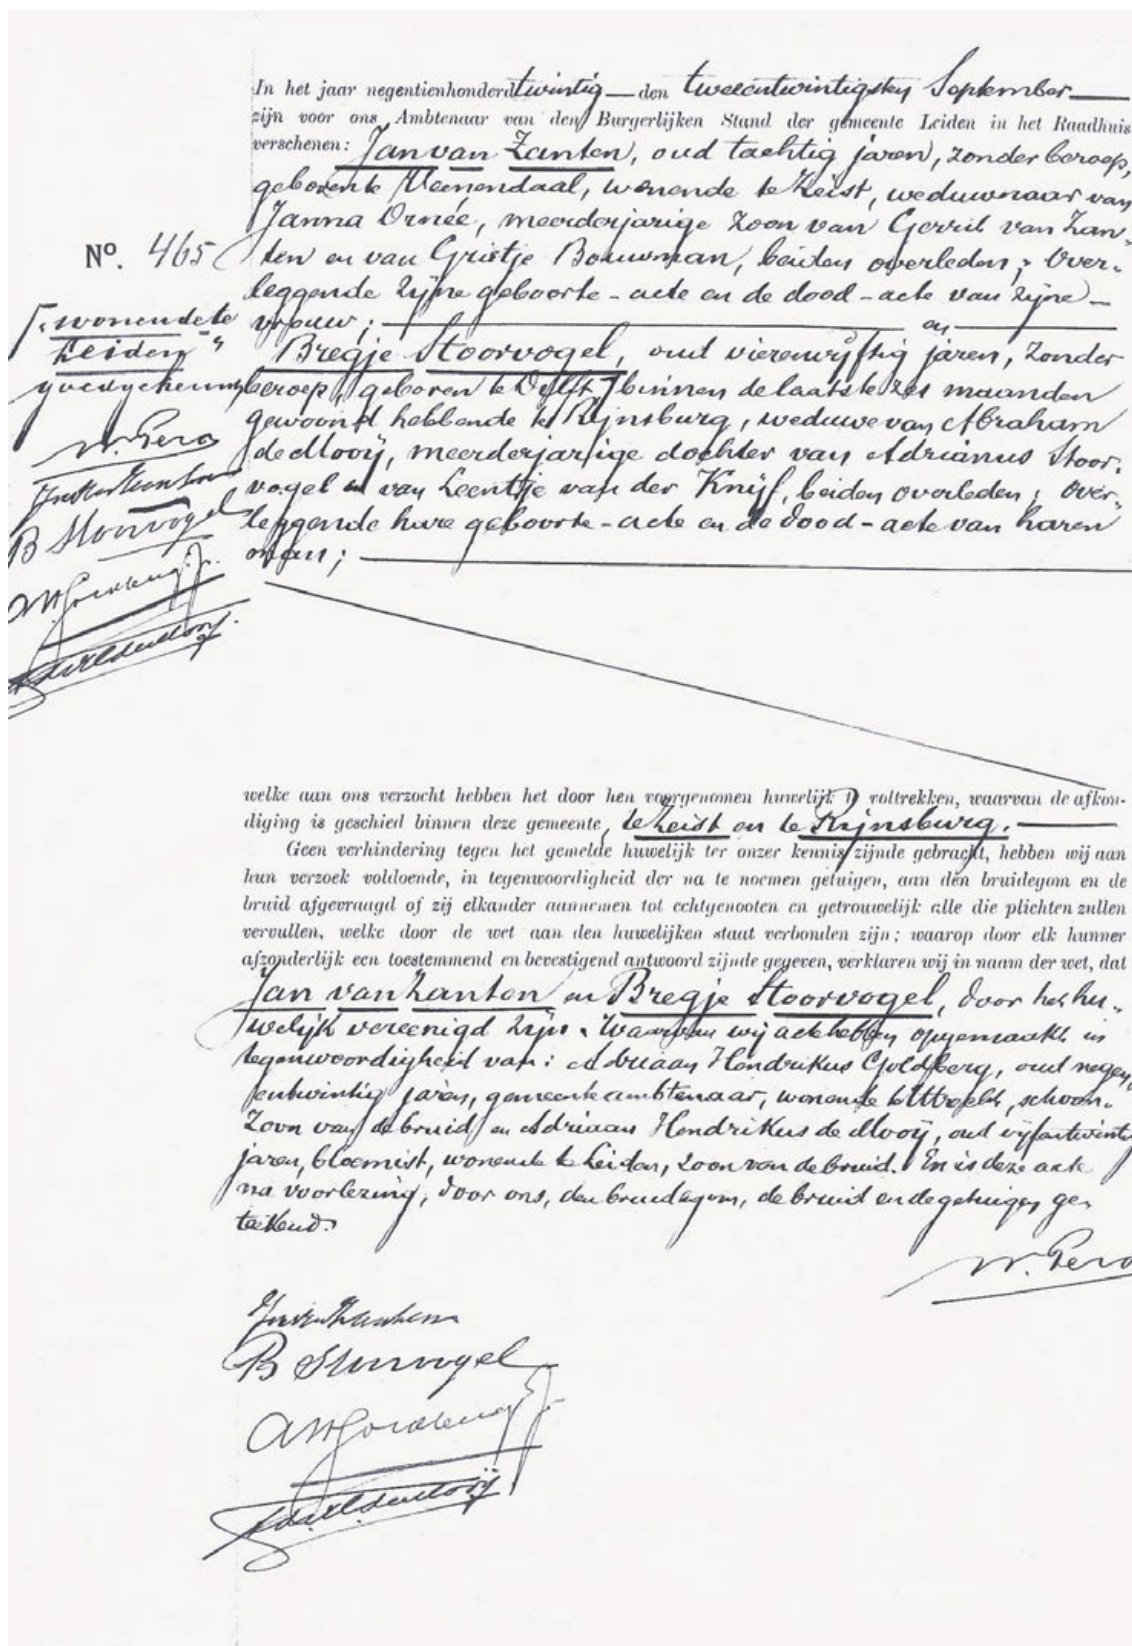 In het jaar negentienhonderd twintig — den tweeentwintigsten September —
zijn voor ons Ambtenaar van den Burgerlijken Stand der gemeente Leiden in het Raadhuis
verschenen: Jan van Zanten, oud tachtig jaren, zonder beroep,
geboren te Veenendaal, wonende te Zeist, weduwnaar van
Janna Ornée, meerderjarige zoon van Gerrit van Zan-
No. 465
ten en van Grietje Bouwman, beiden overleden; Over-
leggende zijne geboorte-acte en de dood-acte van zijne
vrouw; — en —
Bregje Stoorvogel, oud vierenvijftig jaren, zonder
beroep, geboren te Delft, ⌈ binnen de laatste zes maanden
gewoond hebbende te Rijnsburg, weduwe van Abraham
de Mooij, meerderjarige dochter van Adrianus Stoor-
vogel en van Leentje van der Knijf, beiden overleden; Over-
leggende hare geboorte-acte en de dood-acte van haren
man; —
⌈ "wonende te
Leiden"
goedgekeurd
B Stoorvogel
welke aan ons verzocht hebben het door hen voorgenomen huwelijk te voltrekken, waarvan de afkon-
diging is geschied binnen deze gemeente, te Zeist en te Rijnsburg. —
Geen verhindering tegen het gemelde huwelijk ter onzer kennis zijnde gebracht, hebben wij aan
hun verzoek voldoende, in tegenwoordigheid der na te noemen getuigen, aan den bruidegom en de
bruid afgevraagd of zij elkander aannemen tot echtgenooten en getrouwelijk alle die plichten zullen
vervullen, welke door de wet aan den huwelijken staat verbonden zijn; waarop door elk hunner
afzonderlijk een toestemmend en bevestigend antwoord zijnde gegeven, verklaren wij in naam der wet, dat
Jan van Zanten en Bregje Stoorvogel, door het hu-
welijk vereenigd zijn. Waarvan wij acte hebben opgemaakt in
tegenwoordigheid van: Adriaan Hendrikus Goldberg, oud negen-
entwintig jaren, gemeente ambtenaar, wonende te Utrecht, schoon-
zoon van de bruid en Adriaan Hendrikus de Mooij, oud vijfentwintig
jaren, bloemist, wonende te Leiden, zoon van de bruid. En is deze acte
na voorlezing, door ons, den bruidegom, de bruid en de getuigen ge-
teekend.
B Stoorvogel